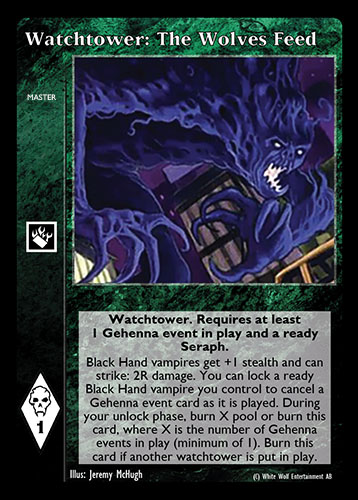 Watchtower: The Wolves Feed
MASTER
Watchtower. Requires at least
1 Gehenna event in play and a ready
Seraph.
Black Hand vampires get +1 stealth and can
strike: 2R damage. You can lock a ready
Black Hand vampire you control to cancel a
Gehenna event card as it is played. During
your unlock phase, burn X pool or burn this
card, where X is the number of Gehenna
events in play (minimum of 1). Burn this
card if another watchtower is put in play.
1
Illus: Jeremy McHugh
(C) White Wolf Entertainment AB